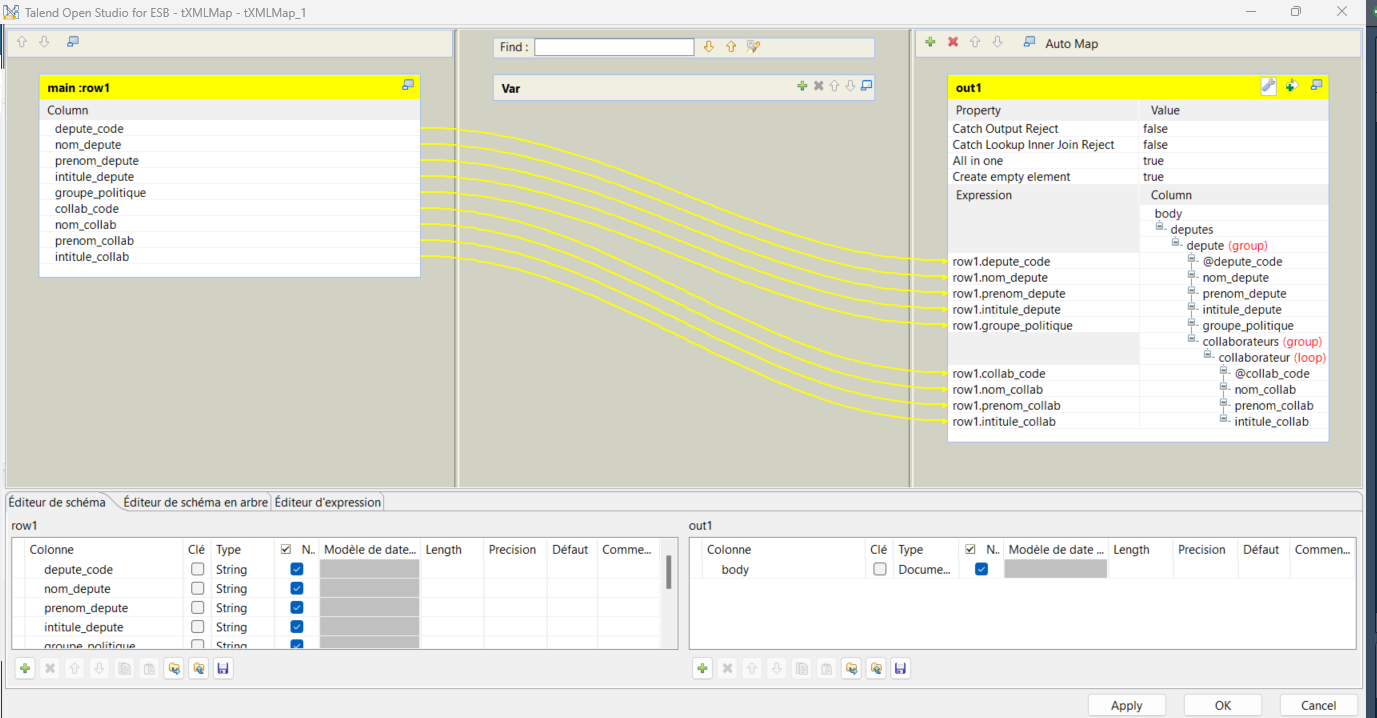 Talend Open Studio for ESB - tXMLMap - tXMLMap_1
Find :
Auto Map
main :row1
Column
depute_code
nom_depute
prenom_depute
intitule_depute
groupe_politique
collab_code
nom_collab
prenom_collab
intitule_collab
Var
out1
Property Value
Catch Output Reject false
Catch Lookup Inner Join Reject false
All in one true
Create empty element true
Expression Column
body
deputes
depute (group)
row1.depute_code @depute_code
row1.nom_depute nom_depute
row1.prenom_depute prenom_depute
row1.intitule_depute intitule_depute
row1.groupe_politique groupe_politique
collaborateurs (group)
collaborateur (loop)
row1.collab_code @collab_code
row1.nom_collab nom_collab
row1.prenom_collab prenom_collab
row1.intitule_collab intitule_collab
Éditeur de schéma Éditeur de schéma en arbre Éditeur d'expression
row1
Colonne Clé Type N.. Modèle de date... Length Precision Défaut Comme...
depute_code String
nom_depute String
prenom_depute String
intitule_depute String
groupe_politique String
out1
Colonne Clé Type N.. Modèle de date ... Length Precision Défaut Commen...
body Docume...
Apply OK Cancel